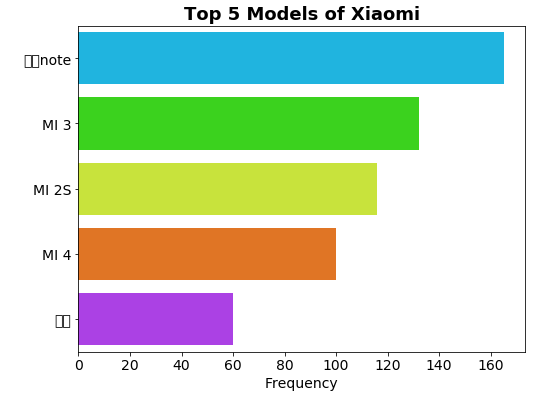 Top 5 Models of Xiaomi
note
MI 3
MI 2S
MI 4
0 20 40 60 80 100 120 140 160
Frequency